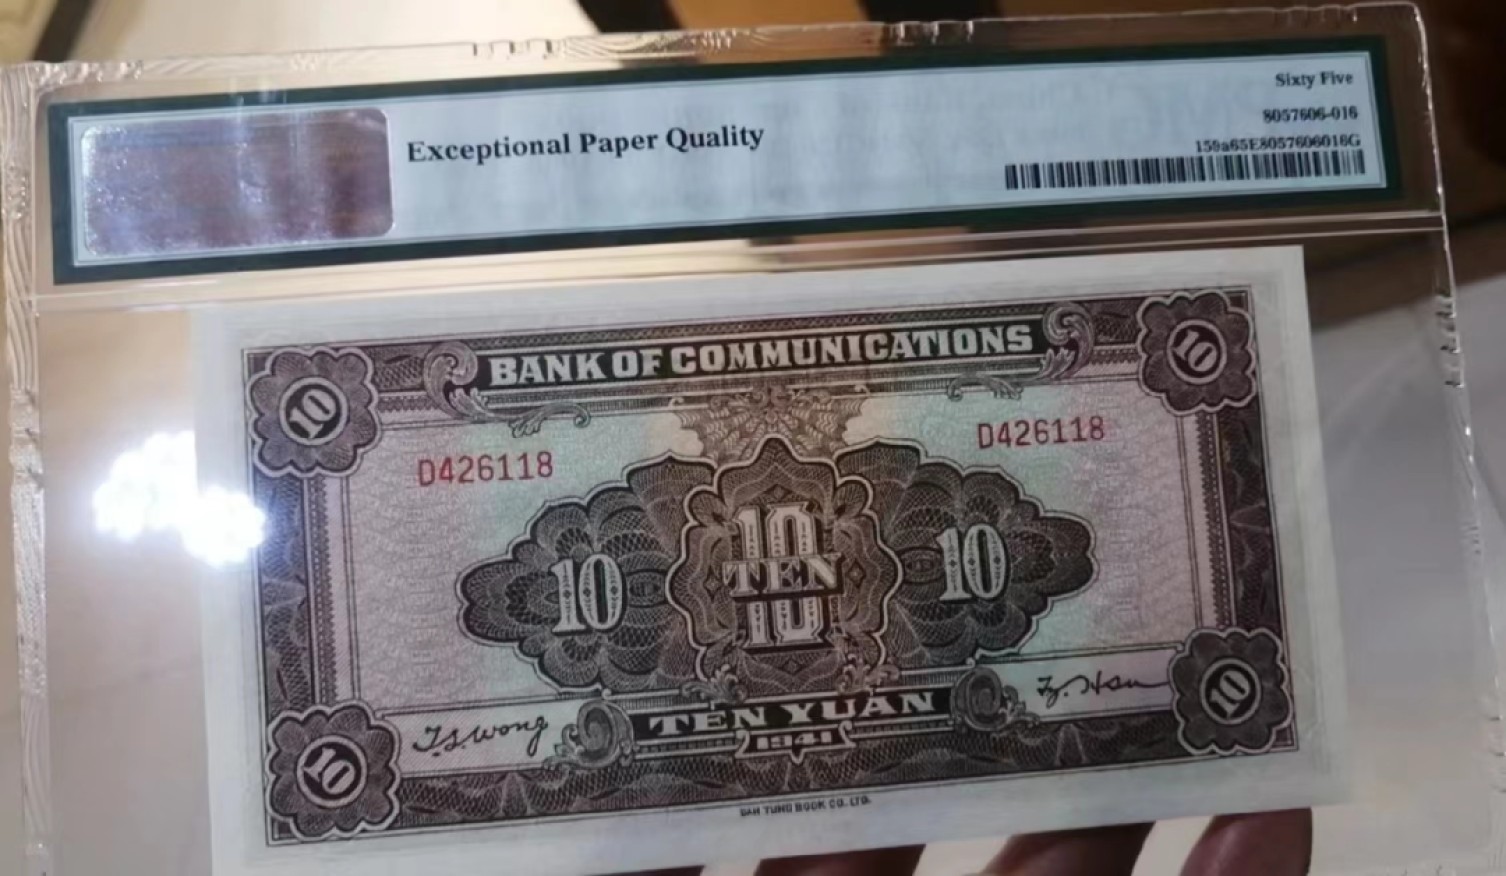 Sixty Five
8057606-016
Exceptional Paper Quality
159a65E8057606016G
BANK OF COMMUNICATIONS
10
10
D426118
D426118
10
10
TEN
10
10
T.S. Wong
TEN YUAN
1941
10
10
DAH TUNG BOOK CO. LTD.